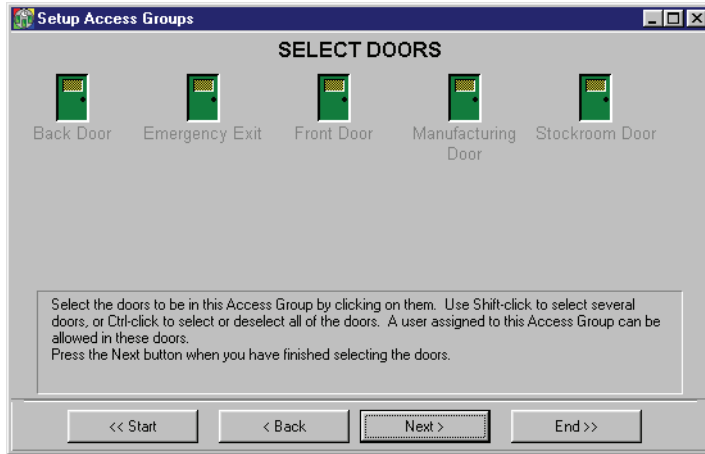 Setup Access Groups
SELECT DOORS
Back Door
Emergency Exit
Front Door
Manufacturing
Door
Stockroom Door
Select the doors to be in this Access Group by clicking on them.  Use Shift-click to select several
doors, or Ctrl-click to select or deselect all of the doors.  A user assigned to this Access Group can be
allowed in these doors.
Press the Next button when you have finished selecting the doors.
<< Start
< Back
Next >
End >>